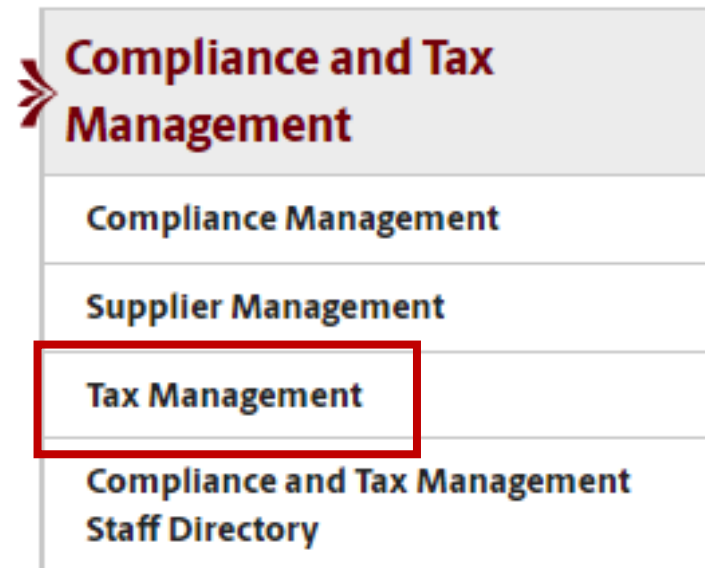 Compliance and Tax
Management
Compliance Management
Supplier Management
Tax Management
Compliance and Tax Management
Staff Directory